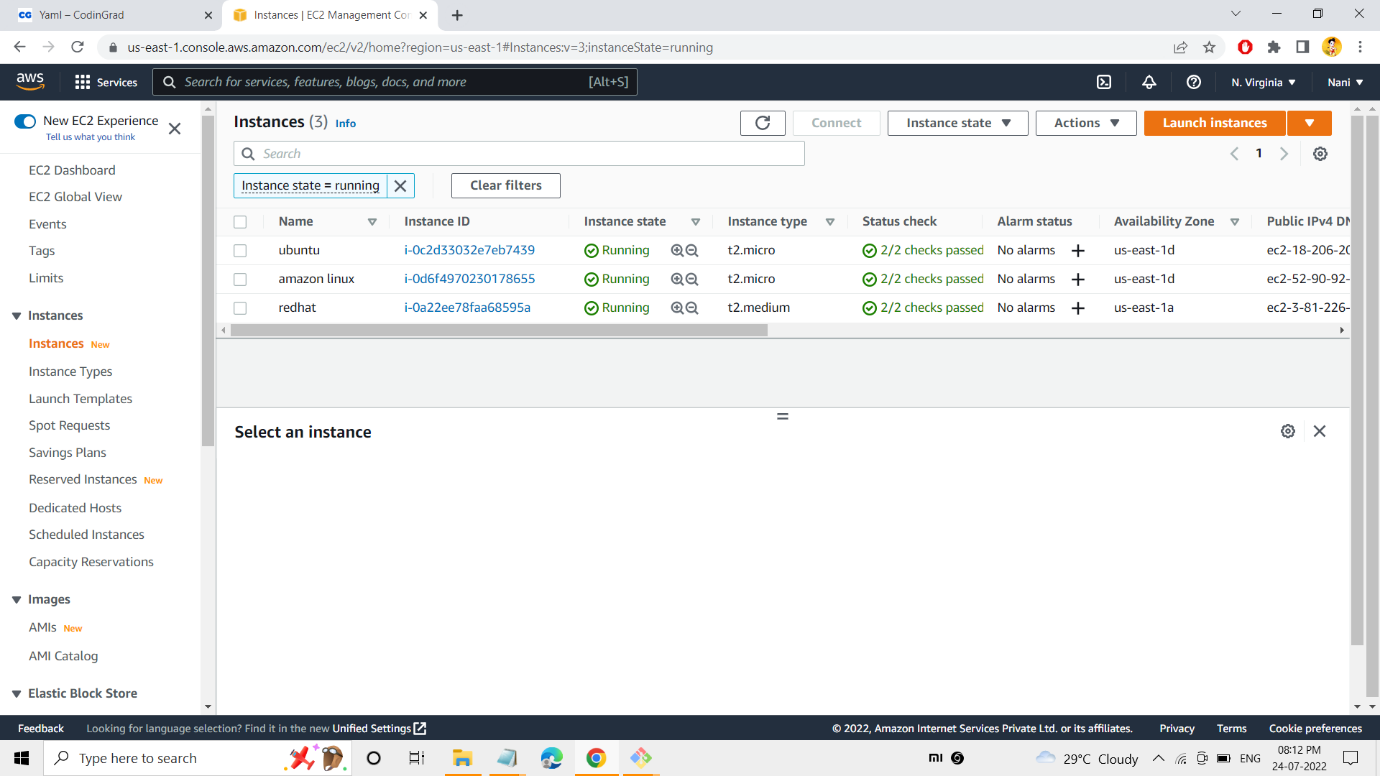 Yaml – CodinGrad
Instances | EC2 Management Con
us-east-1.console.aws.amazon.com/ec2/v2/home?region=us-east-1#Instances:v=3;instanceState=running
aws
Services
Search for services, features, blogs, docs, and more
[Alt+S]
N. Virginia
Nani
New EC2 Experience
Tell us what you think
EC2 Dashboard
EC2 Global View
Events
Tags
Limits
Instances
Instances New
Instance Types
Launch Templates
Spot Requests
Savings Plans
Reserved Instances New
Dedicated Hosts
Scheduled Instances
Capacity Reservations
Images
AMIs New
AMI Catalog
Elastic Block Store
Instances (3) Info
Connect
Instance state
Actions
Launch instances
Search
1
Instance state = running
Clear filters
Name Instance ID Instance state Instance type Status check Alarm status Availability Zone Public IPv4 DN
ubuntu i-0c2d33032e7eb7439 Running t2.micro 2/2 checks passed No alarms us-east-1d ec2-18-206-20
amazon linux i-0d6f4970230178655 Running t2.micro 2/2 checks passed No alarms us-east-1d ec2-52-90-92-
redhat i-0a22ee78faa68595a Running t2.medium 2/2 checks passed No alarms us-east-1a ec2-3-81-226-
Select an instance
Feedback Looking for language selection? Find it in the new Unified Settings © 2022, Amazon Internet Services Private Ltd. or its affiliates. Privacy Terms Cookie preferences
Type here to search
29°C Cloudy
ENG
08:12 PM
24-07-2022